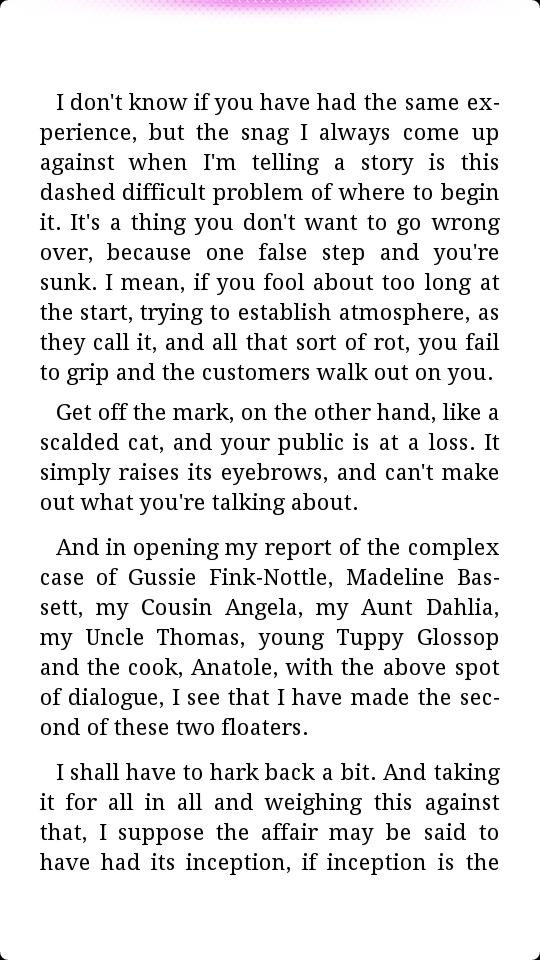 I don't know if you have had the same ex-
perience, but the snag I always come up
against when I'm telling a story is this
dashed difficult problem of where to begin
it. It's a thing you don't want to go wrong
over, because one false step and you're
sunk. I mean, if you fool about too long at
the start, trying to establish atmosphere, as
they call it, and all that sort of rot, you fail
to grip and the customers walk out on you.
Get off the mark, on the other hand, like a
scalded cat, and your public is at a loss. It
simply raises its eyebrows, and can't make
out what you're talking about.
And in opening my report of the complex
case of Gussie Fink-Nottle, Madeline Bas-
sett, my Cousin Angela, my Aunt Dahlia,
my Uncle Thomas, young Tuppy Glossop
and the cook, Anatole, with the above spot
of dialogue, I see that I have made the sec-
ond of these two floaters.
I shall have to hark back a bit. And taking
it for all in all and weighing this against
that, I suppose the affair may be said to
have had its inception, if inception is the